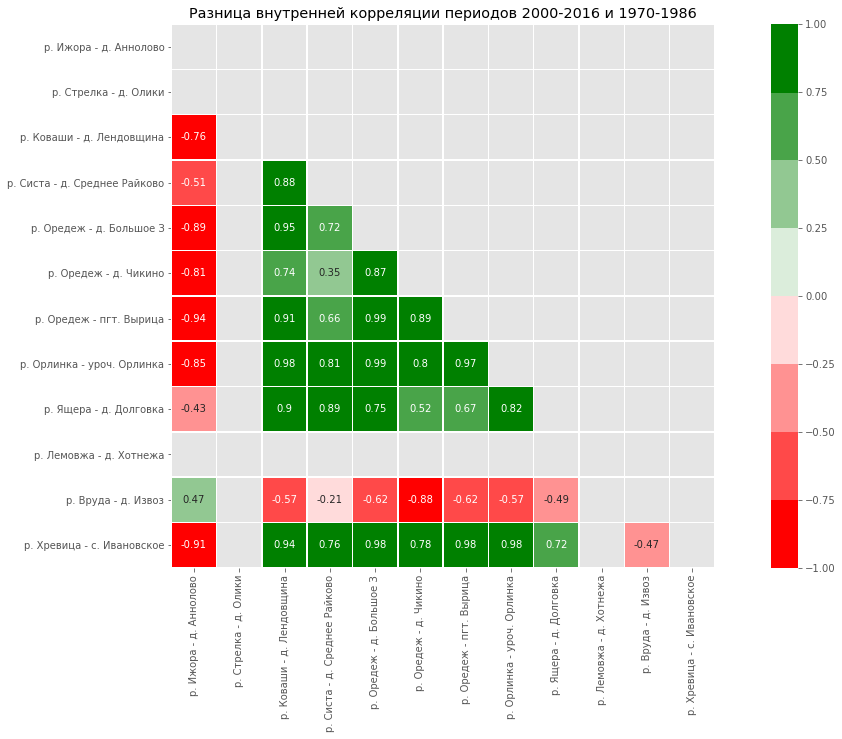 Разница внутренней корреляции периодов 2000-2016 и 1970-1986
р. Ижора - д. Аннолово
р. Стрелка - д. Олики
р. Коваши - д. Лендовщина
-0.76
р. Систа - д. Среднее Райково
-0.51 0.88
р. Оредеж - д. Большое З
-0.89 0.95 0.72
р. Оредеж - д. Чикино
-0.81 0.74 0.35 0.87
р. Оредеж - пгт. Вырица
-0.94 0.91 0.66 0.99 0.89
р. Орлинка - уроч. Орлинка
-0.85 0.98 0.81 0.99 0.8 0.97
р. Ящера - д. Долговка
-0.43 0.9 0.89 0.75 0.52 0.67 0.82
р. Лемовжа - д. Хотнежа
р. Вруда - д. Извоз
0.47 -0.57 -0.21 -0.62 -0.88 -0.62 -0.57 -0.49
р. Хревица - с. Ивановское
-0.91 0.94 0.76 0.98 0.78 0.98 0.98 0.72 -0.47
р. Ижора - д. Аннолово
р. Стрелка - д. Олики
р. Коваши - д. Лендовщина
р. Систа - д. Среднее Райково
р. Оредеж - д. Большое З
р. Оредеж - д. Чикино
р. Оредеж - пгт. Вырица
р. Орлинка - уроч. Орлинка
р. Ящера - д. Долговка
р. Лемовжа - д. Хотнежа
р. Вруда - д. Извоз
р. Хревица - с. Ивановское
1.00
0.75
0.50
0.25
0.00
−0.25
−0.50
−0.75
−1.00